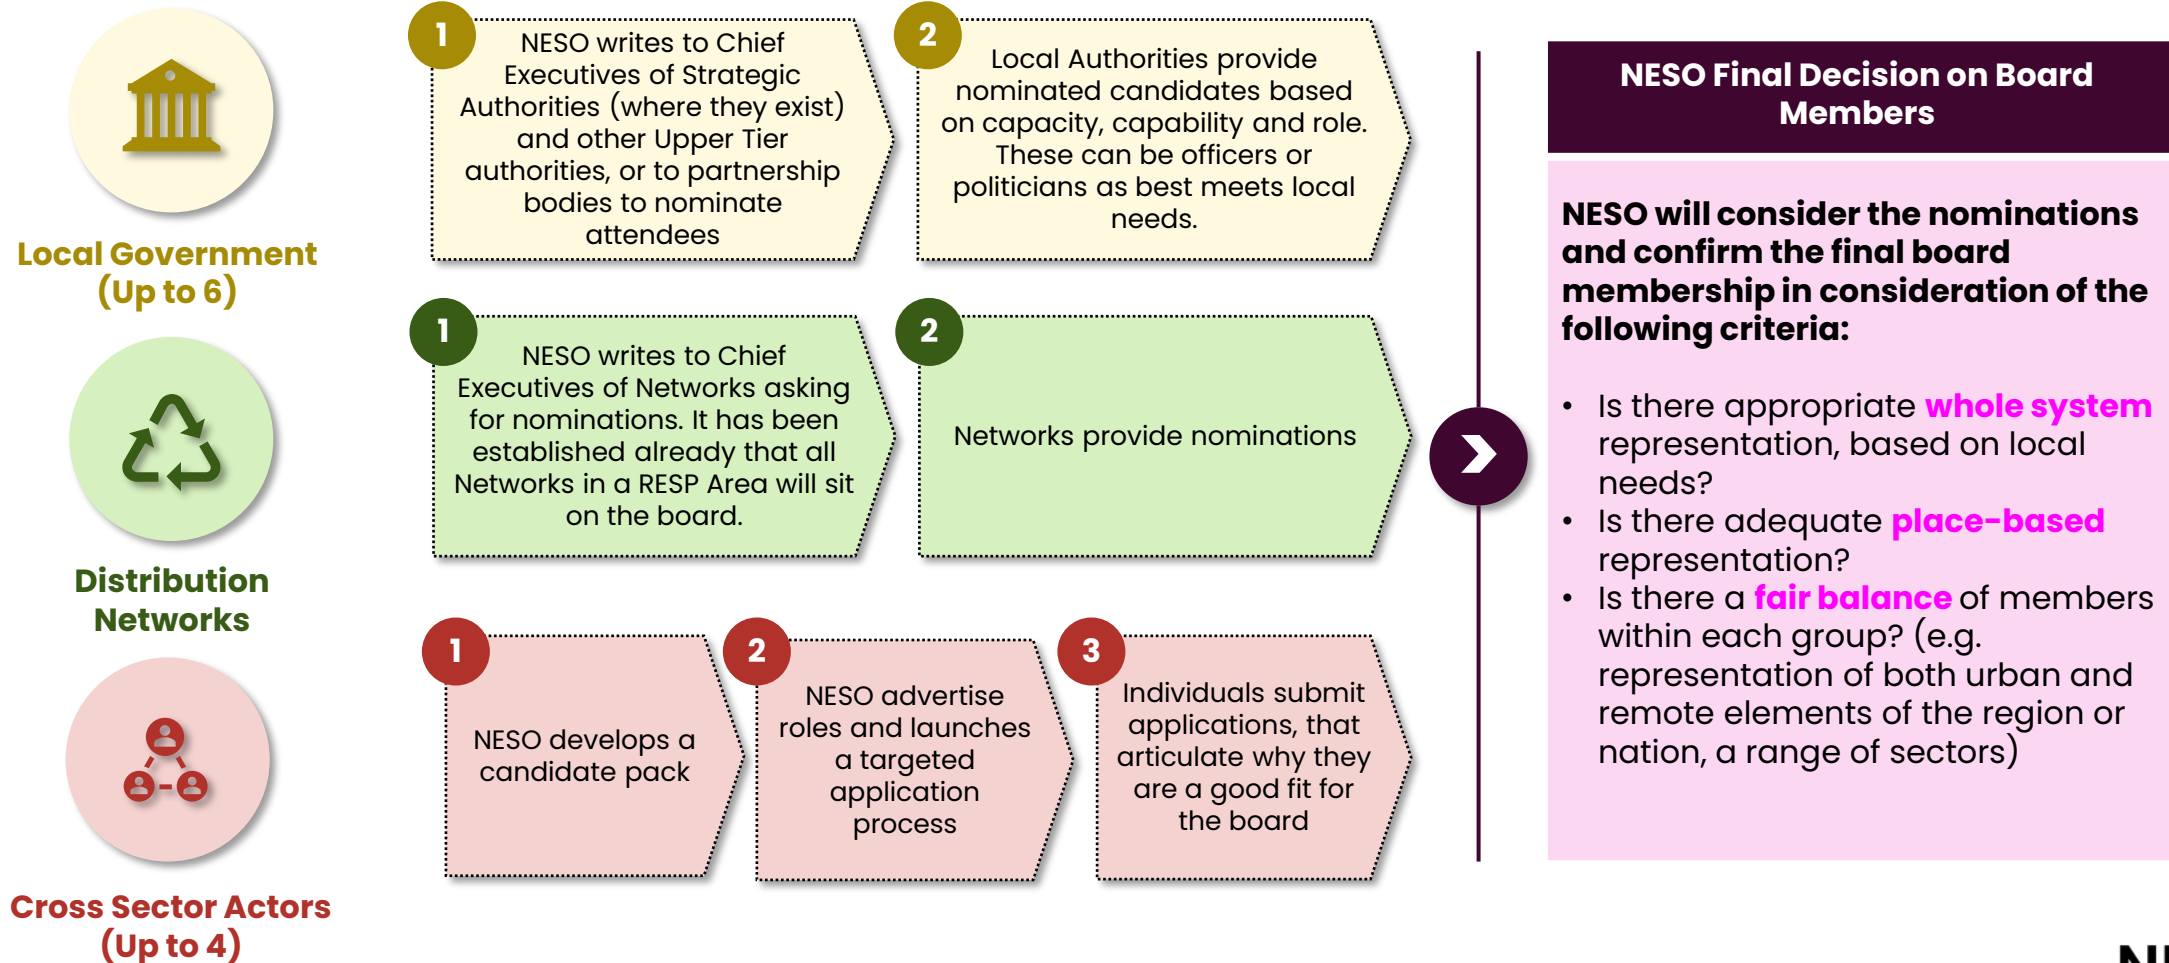 Local Government
(Up to 6)
1
NESO writes to Chief
Executives of Strategic
Authorities (where they exist)
and other Upper Tier
authorities, or to partnership
bodies to nominate
attendees
2
Local Authorities provide
nominated candidates based
on capacity, capability and role.
These can be officers or
politicians as best meets local
needs.
Distribution
Networks
1
NESO writes to Chief
Executives of Networks asking
for nominations. It has been
established already that all
Networks in a RESP Area will sit
on the board.
2
Networks provide nominations
Cross Sector Actors
(Up to 4)
1
NESO develops a
candidate pack
2
NESO advertise
roles and launches
a targeted
application
process
3
Individuals submit
applications, that
articulate why they
are a good fit for
the board
NESO Final Decision on Board
Members
NESO will consider the nominations
and confirm the final board
membership in consideration of the
following criteria:
• Is there appropriate whole system
representation, based on local
needs?
• Is there adequate place-based
representation?
• Is there a fair balance of members
within each group? (e.g.
representation of both urban and
remote elements of the region or
nation, a range of sectors)